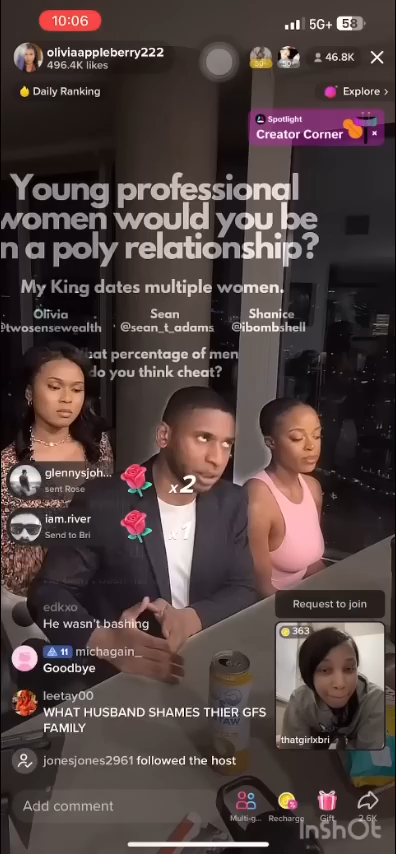 10:06
5G+ 58
oliviaappleberry222
496.4K likes
46.8K
Daily Ranking
Explore >
Spotlight
Creator Corner
Young professional
women would you be
n a poly relationship?
My King dates multiple women.
Olivia Sean Shanice
@twosensewealth @sean_t_adams @ibombshell
at percentage of men
do you think cheat?
glennysjoh...
sent Rose
x2
iam.river
Send to Bri
x1
edkxo
He wasn't bashing
Request to join
363
11 michagain_
Goodbye
leetay00
WHAT HUSBAND SHAMES THIER GFS
FAMILY
thatgirlxbri
jonesjones2961 followed the host
Add comment
Multi-g...
Recharge
Gift
2.6K
InShOt